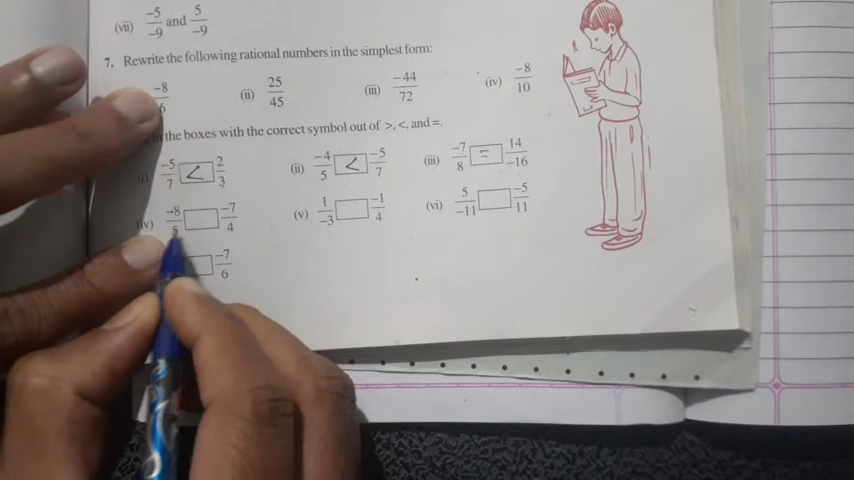 (vii) -5/-9 and 5/-9
7. Rewrite the following rational numbers in the simplest form:
-8/6 (ii) 25/45 (iii) -44/72 (iv) -8/10
in the boxes with the correct symbol out of >, <, and =.
(i) -5/7 < 2/3 (ii) -4/5 < -5/7 (iii) -7/8 = 14/-16
(iv) -8/5 -7/4 (v) 1/-3 -1/4 (vi) 5/-11 -5/11
-7/6